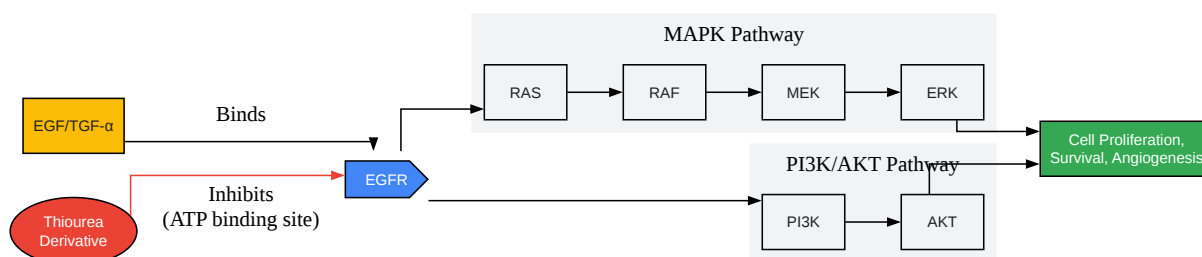 MAPK Pathway
RAS
RAF
MEK
ERK
EGF/TGF-α
Binds
Cell Proliferation,
Survival, Angiogenesis
PI3K/AKT Pathway
EGFR
Inhibits
(ATP binding site)
Thiourea
Derivative
PI3K
AKT